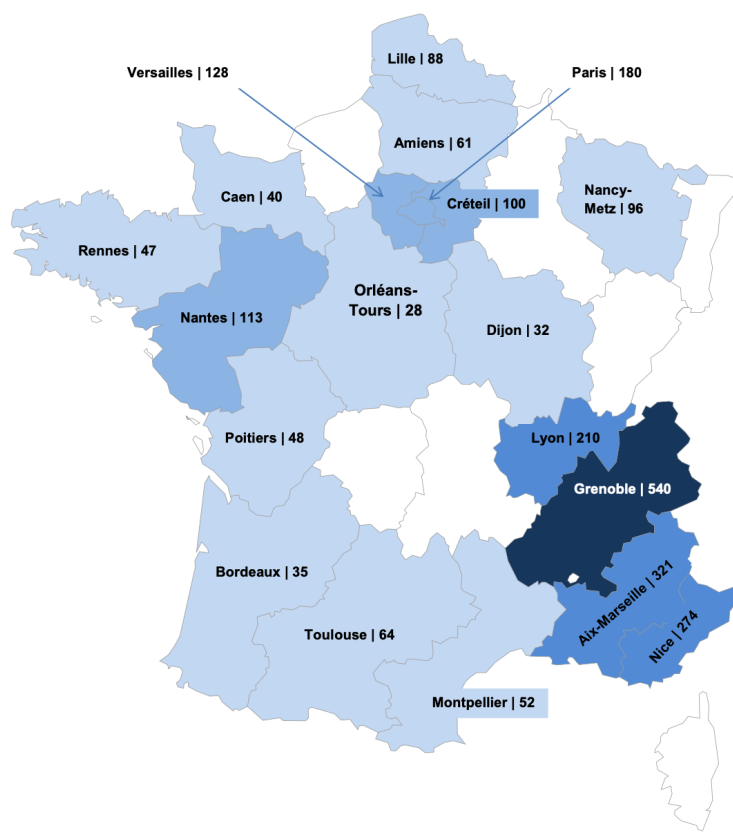 Lille | 88
Versailles | 128
Paris | 180
Amiens | 61
Caen | 40
Créteil | 100
Nancy-
Metz | 96
Rennes | 47
Orléans-
Tours | 28
Nantes | 113
Dijon | 32
Poitiers | 48
Lyon | 210
Grenoble | 540
Bordeaux | 35
Aix-Marseille | 321
Toulouse | 64
Nice | 274
Montpellier | 52